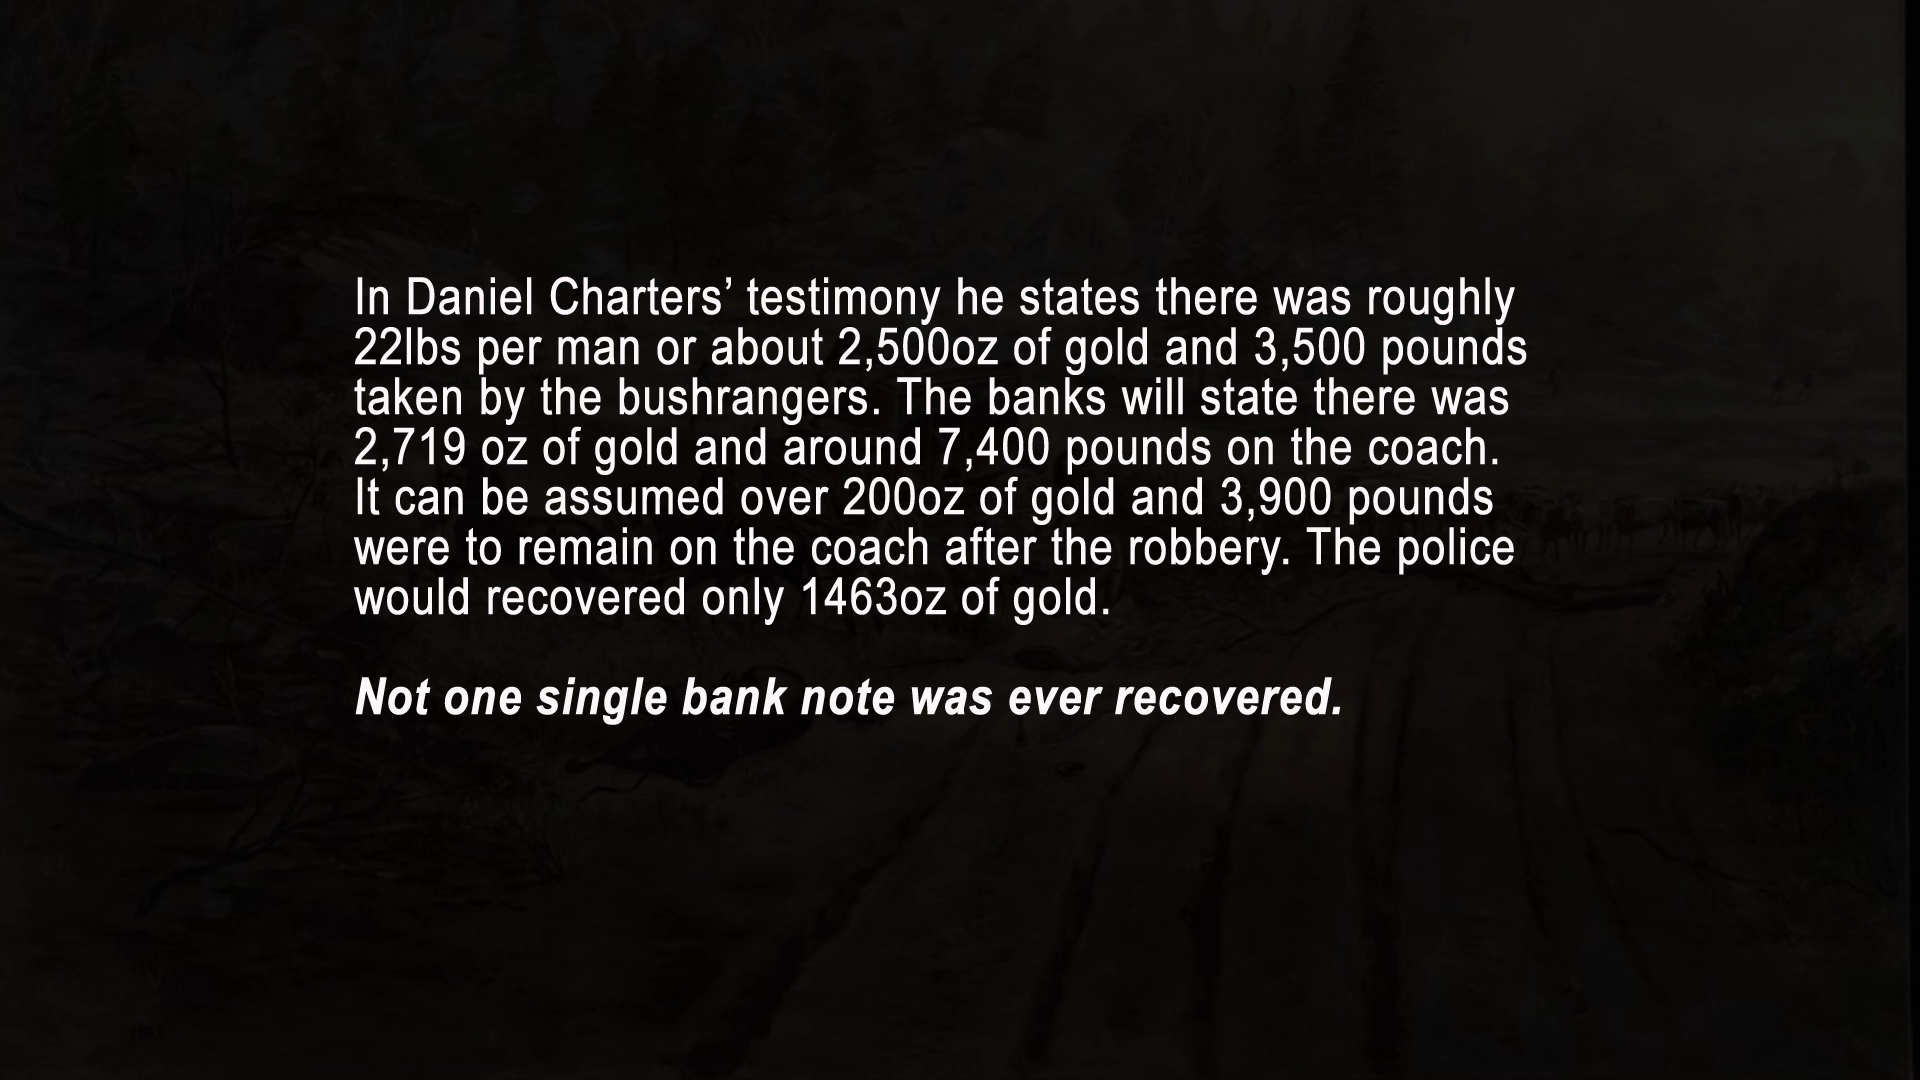 In Daniel Charters’ testimony he states there was roughly
22lbs per man or about 2,500oz of gold and 3,500 pounds
taken by the bushrangers. The banks will state there was
2,719 oz of gold and around 7,400 pounds on the coach.
It can be assumed over 200oz of gold and 3,900 pounds
were to remain on the coach after the robbery. The police
would recovered only 1463oz of gold.
Not one single bank note was ever recovered.